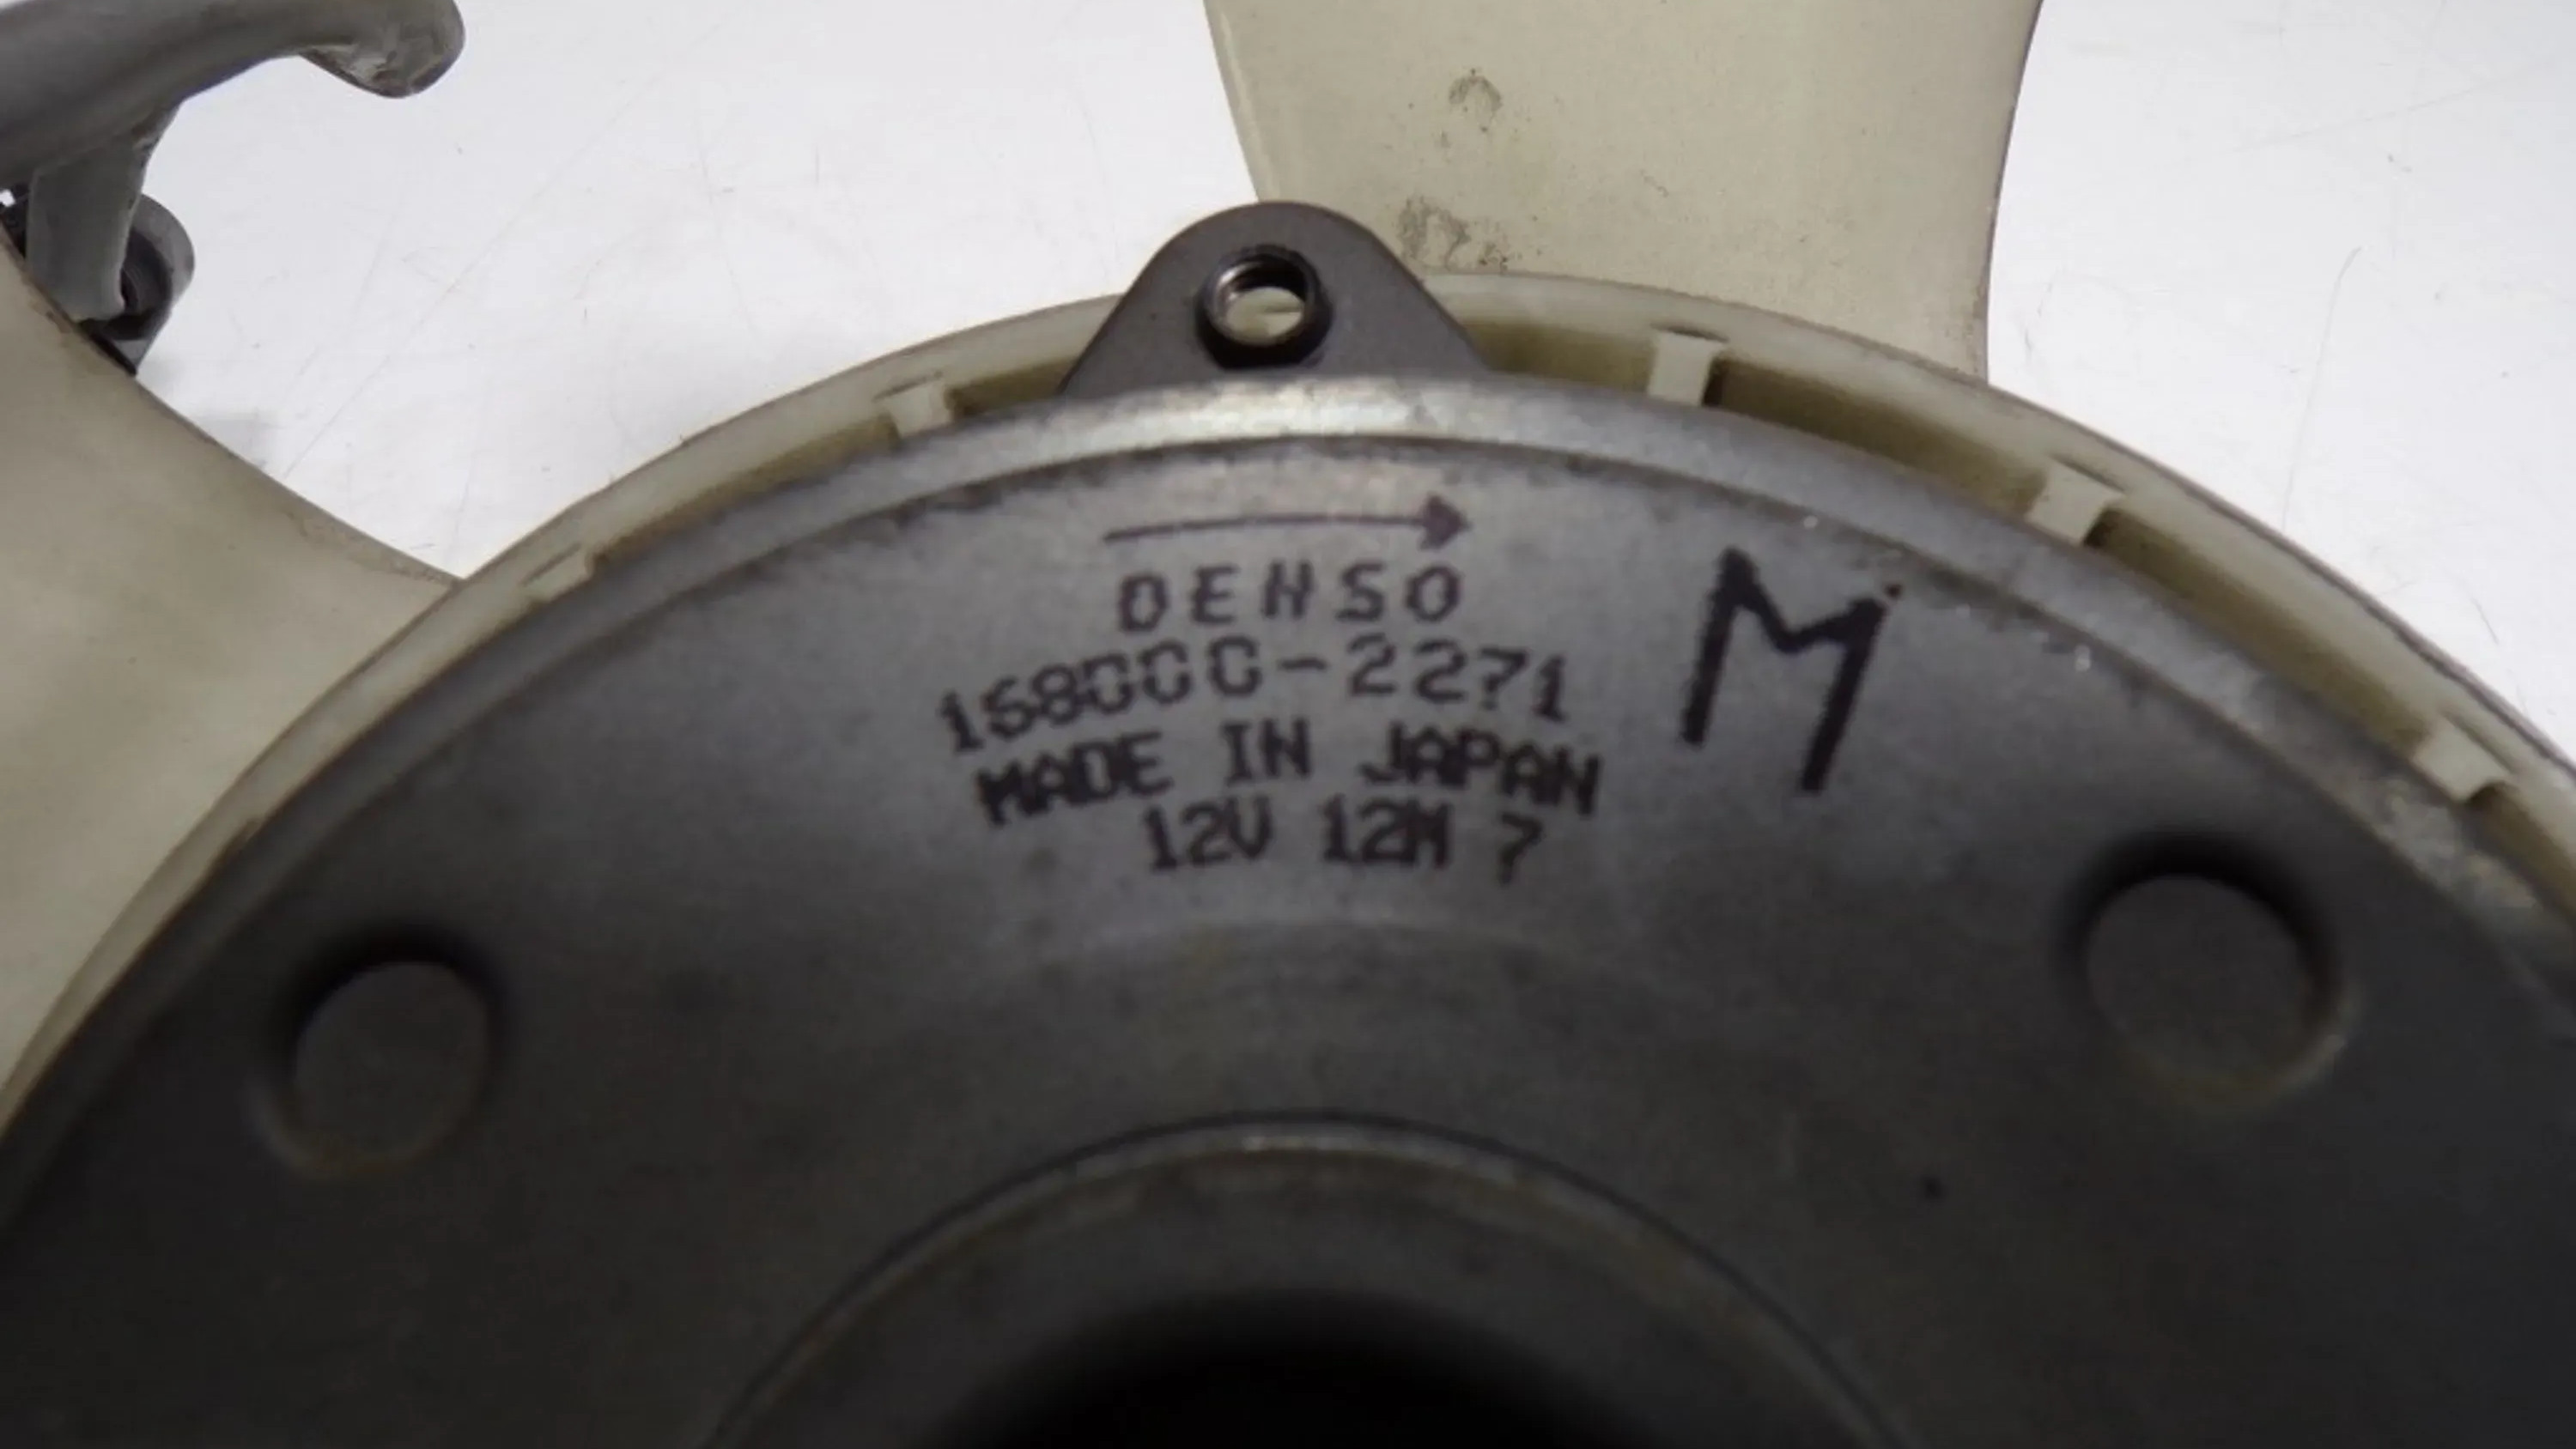 DENSO
168000-2271
M
MADE IN JAPAN
12V 12M 7